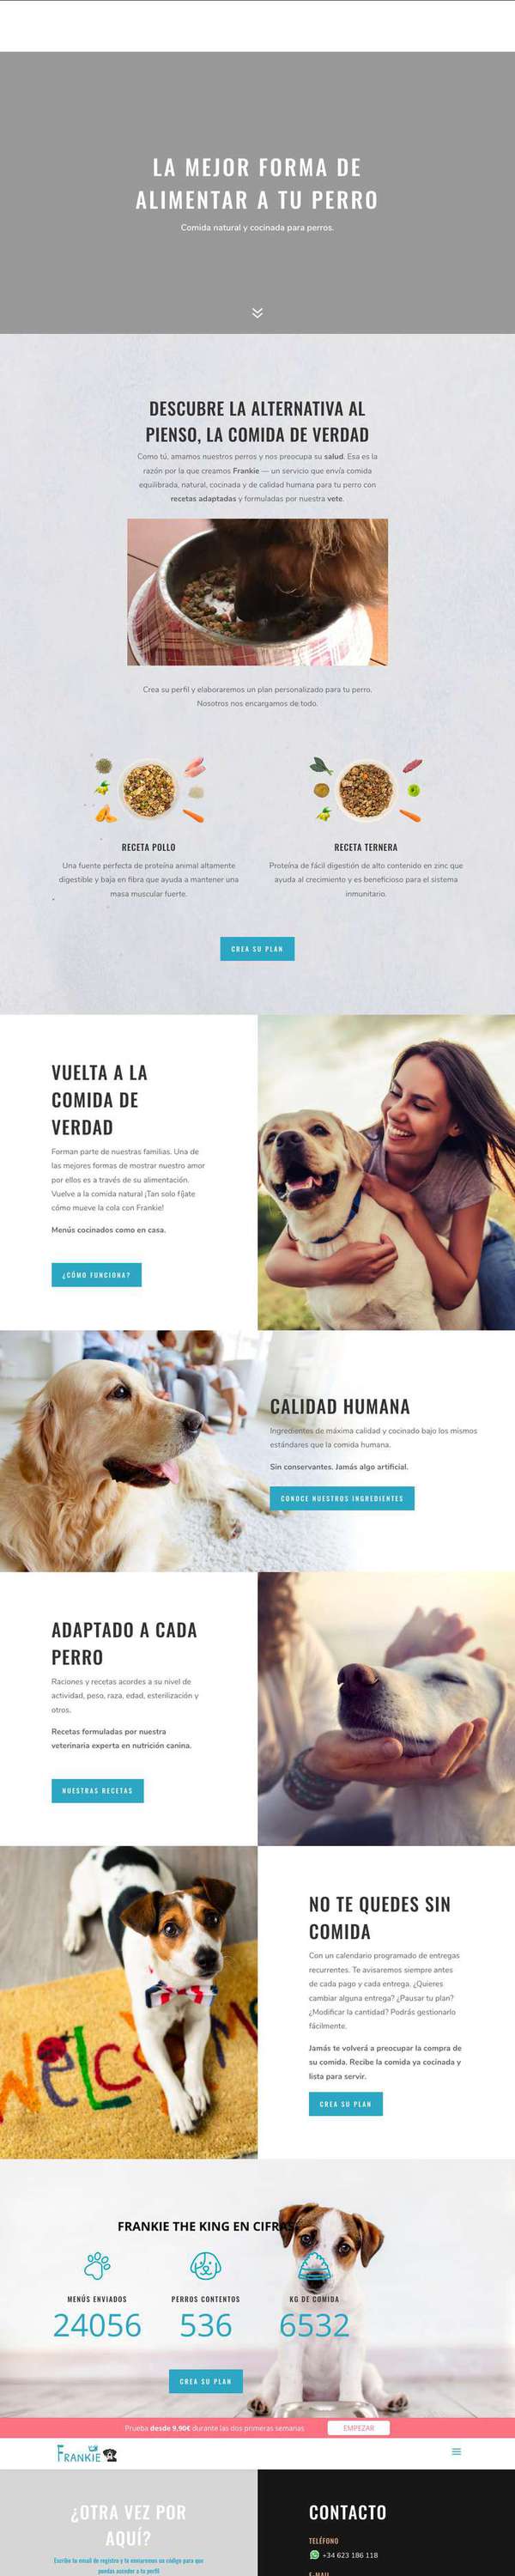 LA MEJOR FORMA DE
ALIMENTAR A TU PERRO
Comida natural y cocinada para perros.
DESCUBRE LA ALTERNATIVA AL
PIENSO, LA COMIDA DE VERDAD
Como tú, amamos nuestros perros y nos preocupa su salud. Esa es la
razón por la que creamos Frankie — un servicio que envía comida
equilibrada, natural, cocinada y de calidad humana para tu perro con
recetas adaptadas y formuladas por nuestra vete.
Crea su perfil y elaboraremos un plan personalizado para tu perro.
Nosotros nos encargamos de todo.
RECETA POLLO
Una fuente perfecta de proteína animal altamente
digestible y baja en fibra que ayuda a mantener una
masa muscular fuerte.
RECETA TERNERA
Proteína de fácil digestión de alto contenido en zinc que
ayuda al crecimiento y es beneficioso para el sistema
inmunitario.
CREA SU PLAN
VUELTA A LA
COMIDA DE
VERDAD
Forman parte de nuestras familias. Una de
las mejores formas de mostrar nuestro amor
por ellos es a través de su alimentación.
Vuelve a la comida natural ¡Tan solo fíjate
cómo mueve la cola con Frankie!
Menús cocinados como en casa.
¿CÓMO FUNCIONA?
CALIDAD HUMANA
Ingredientes de máxima calidad y cocinado bajo los mismos
estándares que la comida humana.
Sin conservantes. Jamás algo artificial.
CONOCE NUESTROS INGREDIENTES
ADAPTADO A CADA
PERRO
Raciones y recetas acordes a su nivel de
actividad, peso, raza, edad, esterilización y
otros.
Recetas formuladas por nuestra
veterinaria experta en nutrición canina.
NUESTRAS RECETAS
Welco
NO TE QUEDES SIN
COMIDA
Con un calendario programado de entregas
recurrentes. Te avisaremos siempre antes
de cada pago y cada entrega. ¿Quieres
cambiar alguna entrega? ¿Pausar tu plan?
¿Modificar la cantidad? Podrás gestionarlo
fácilmente.
Jamás te volverá a preocupar la compra de
su comida. Recibe la comida ya cocinada y
lista para servir.
CREA SU PLAN
FRANKIE THE KING EN CIFRAS
MENÚS ENVIADOS
24056
PERROS CONTENTOS
536
KG DE COMIDA
6532
CREA SU PLAN
Prueba desde 9,90€ durante las dos primeras semanas
EMPEZAR
FRANKIE
¿OTRA VEZ POR
AQUÍ?
Escribe tu email de registro y te enviaremos un código para que
puedas acceder a tu perfil
CONTACTO
TELÉFONO
+34 623 186 118
E-MAIL